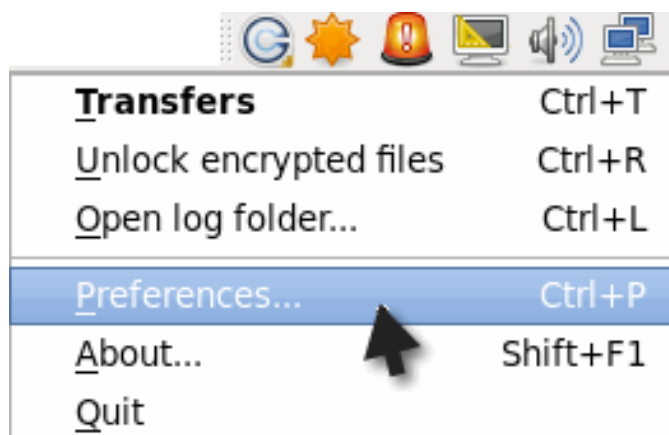 Transfers Ctrl+T
Unlock encrypted files Ctrl+R
Open log folder... Ctrl+L
Preferences... Ctrl+P
About... Shift+F1
Quit